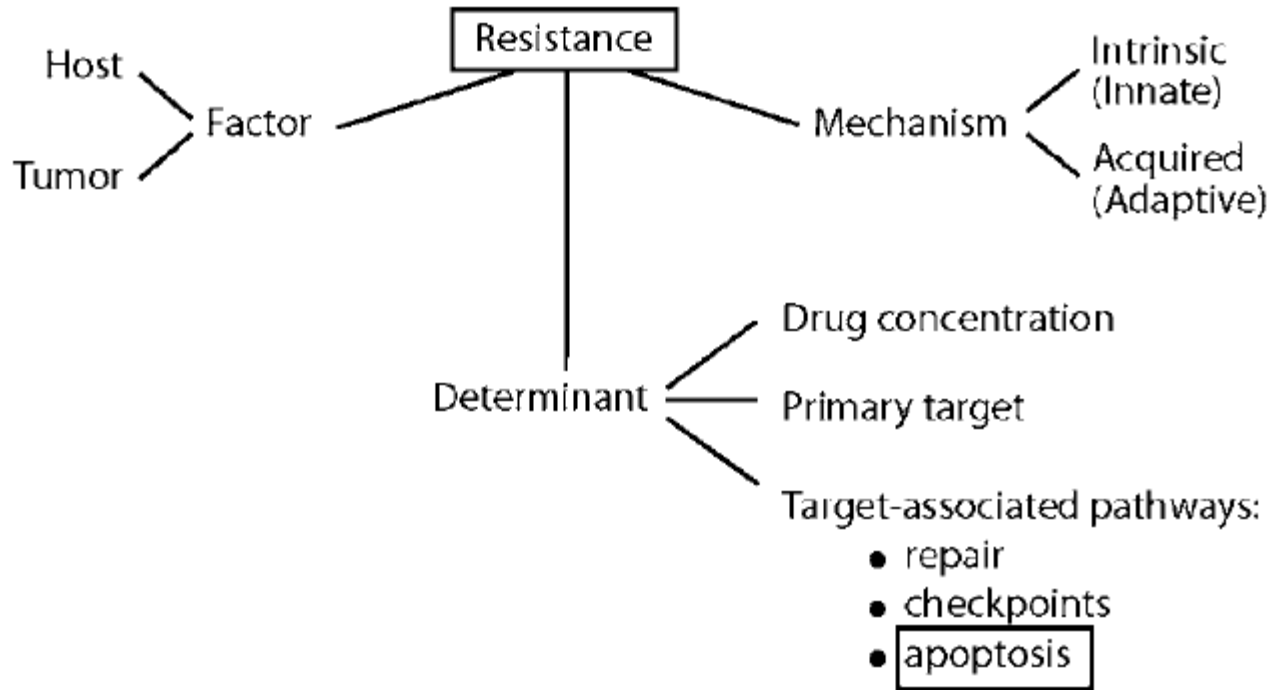 Resistance
Host
Factor
Tumor
Mechanism
Intrinsic
(Innate)
Acquired
(Adaptive)
Determinant
Drug concentration
Primary target
Target-associated pathways:
• repair
• checkpoints
• apoptosis